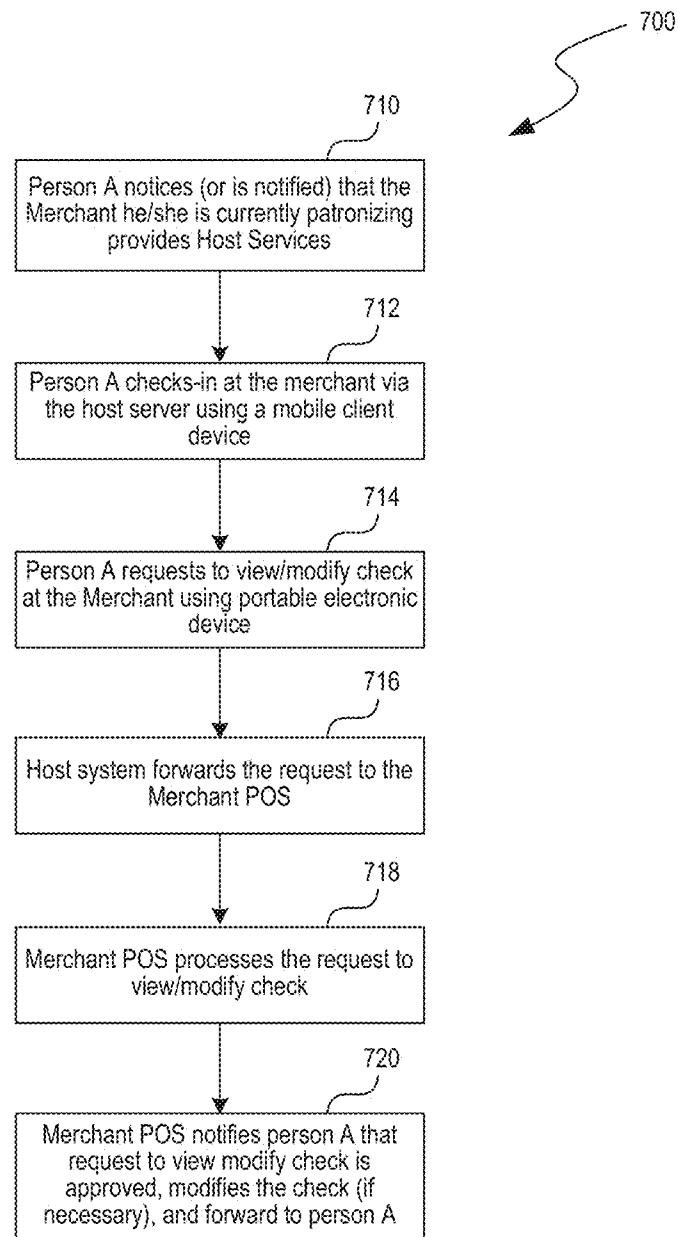 700
710
Person A notices (or is notified) that the
Merchant he/she is currently patronizing
provides Host Services
712
Person A checks-in at the merchant via
the host server using a mobile client
device
714
Person A requests to view/modify check
at the Merchant using portable electronic
device
716
Host system forwards the request to the
Merchant POS
718
Merchant POS processes the request to
view/modify check
720
Merchant POS notifies person A that
request to view modify check is
approved, modifies the check (if
necessary), and forward to person A